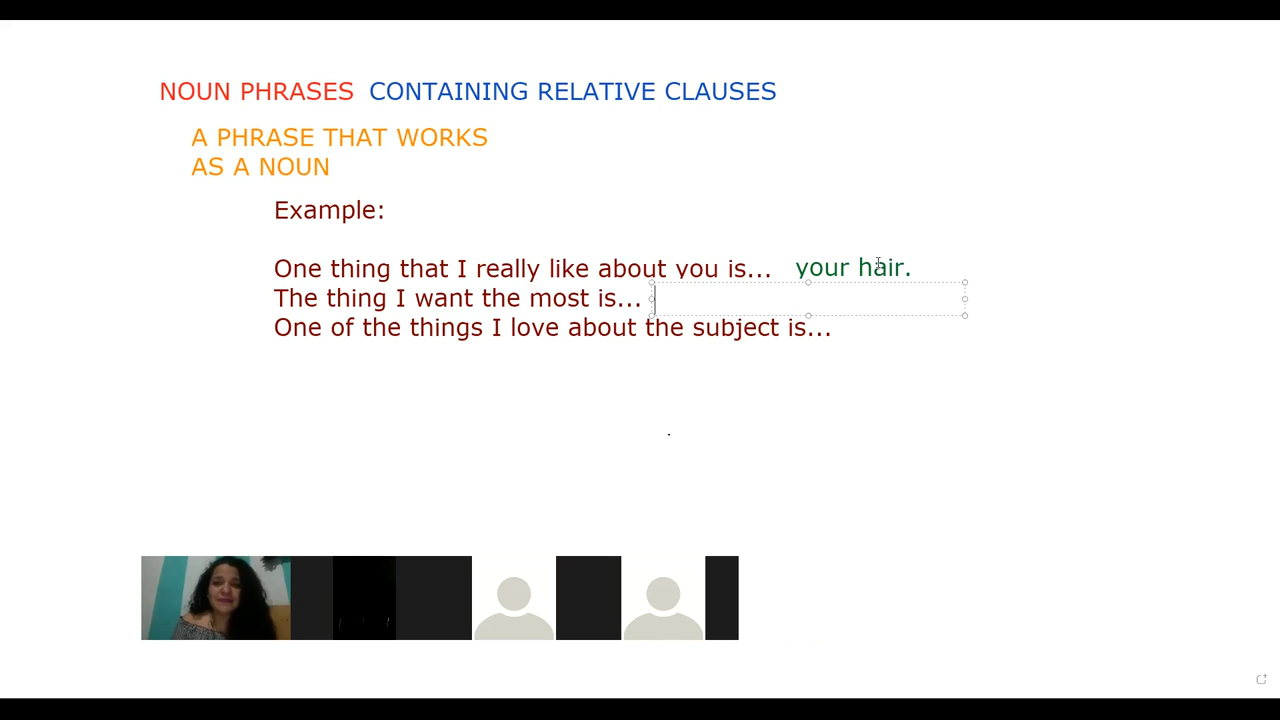 NOUN PHRASES CONTAINING RELATIVE CLAUSES
A PHRASE THAT WORKS
AS A NOUN
Example:
One thing that I really like about you is... your hair.
The thing I want the most is...
One of the things I love about the subject is...